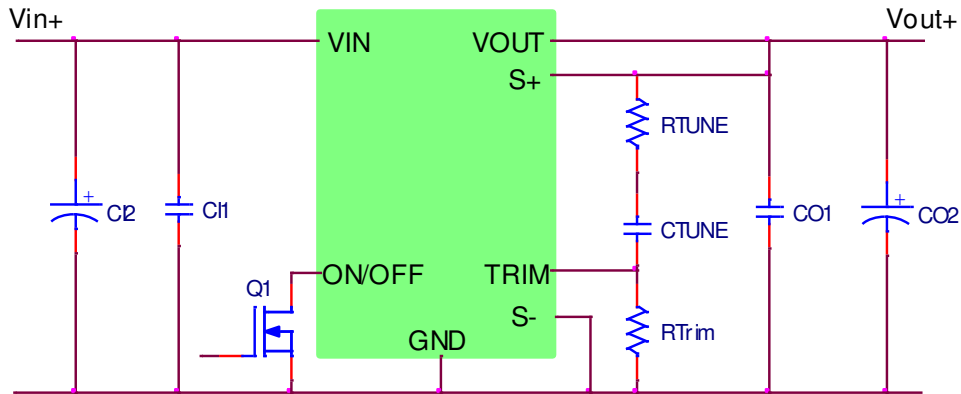 Vin+
Vout+
VIN
VOUT
S+
RTUNE
+
CI2
CI1
CTUNE
CO1
+
CO2
ON/OFF
TRIM
Q1
S-
RTrim
GND